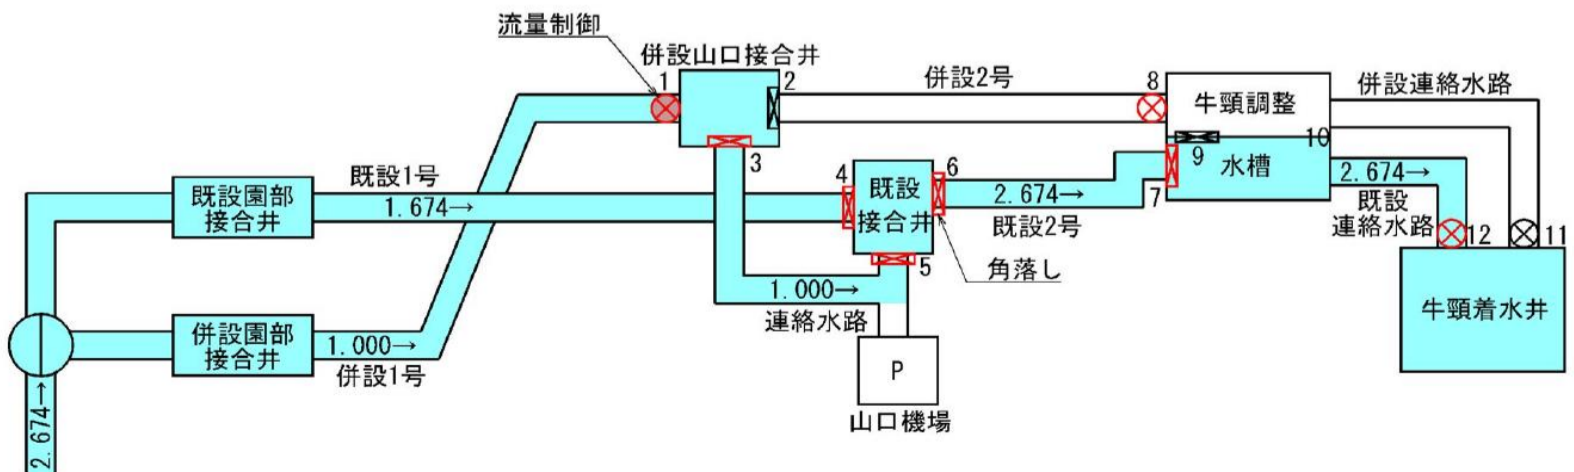 流量制御
併設山口接合井
1
2
併設2号
8
牛頸調整
水槽
併設連絡水路
9
10
3
4
既設
接合井
6
5
角落し
7
既設園部
接合井
既設1号
1.674→
2.674→
既設2号
2.674→
既設
連絡水路
12
11
牛頸着水井
併設園部
接合井
1.000→
併設1号
1.000→
連絡水路
P
山口機場
2.674→